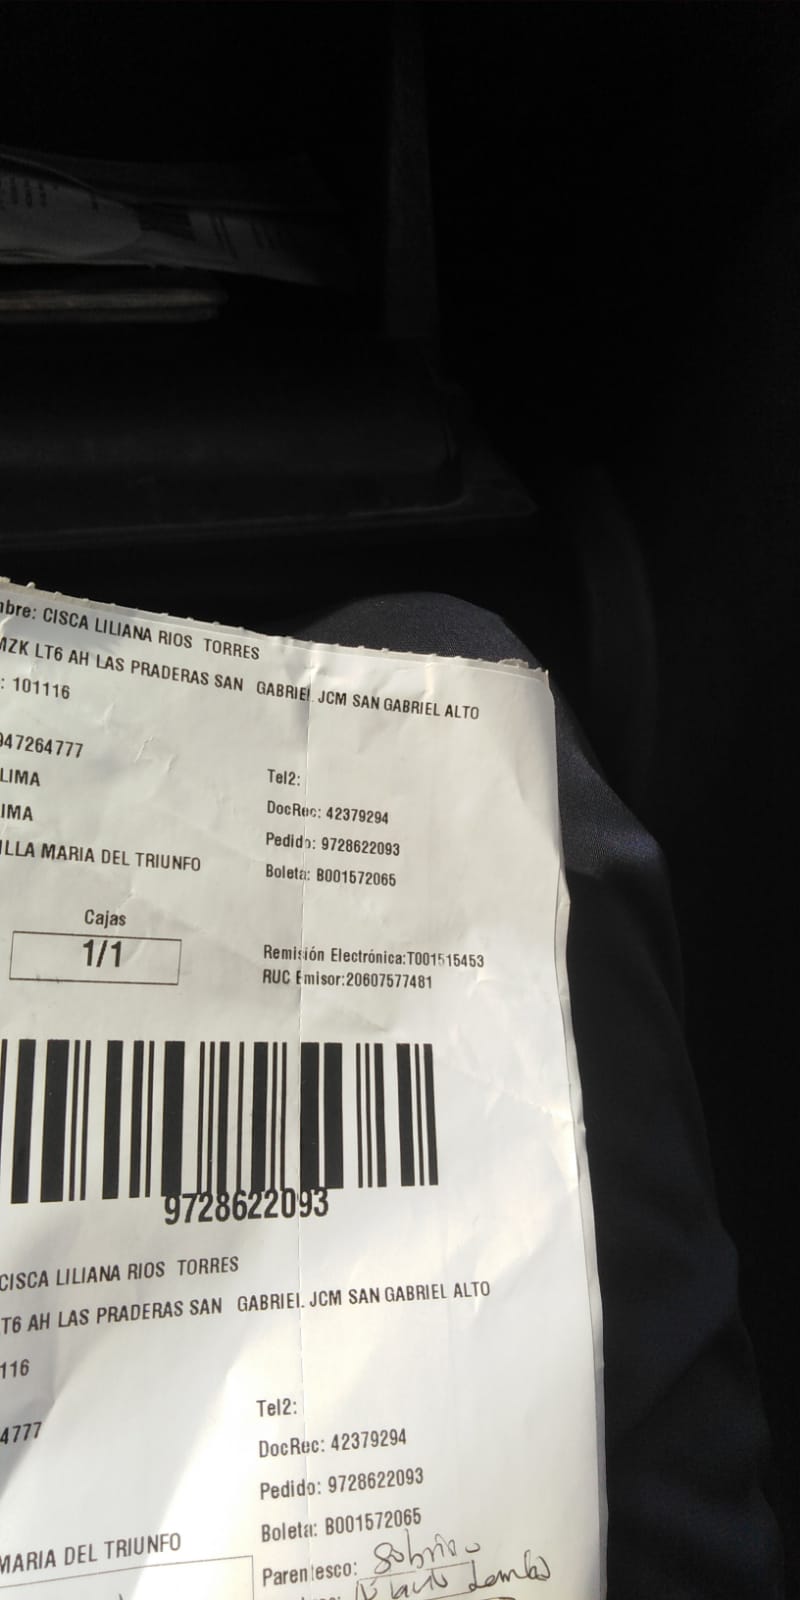 mbre: CISCA LILIANA RIOS TORRES
MZK LT6 AH LAS PRADERAS SAN GABRIEL JCM SAN GABRIEL ALTO
: 101116
947264777
LIMA
Tel2:
IMA
DocRec: 42379294
Pedido: 9728622093
ILLA MARIA DEL TRIUNFO
Boleta: B001572065
Cajas
1/1
Remisión Electrónica:T001515453
RUC Emisor:20607577481
9728622093
CISCA LILIANA RIOS TORRES
T6 AH LAS PRADERAS SAN GABRIEL JCM SAN GABRIEL ALTO
116
Tel2:
4777
DocRec: 42379294
Pedido: 9728622093
Boleta: B001572065
MARIA DEL TRIUNFO
Parentesco: Sobrino